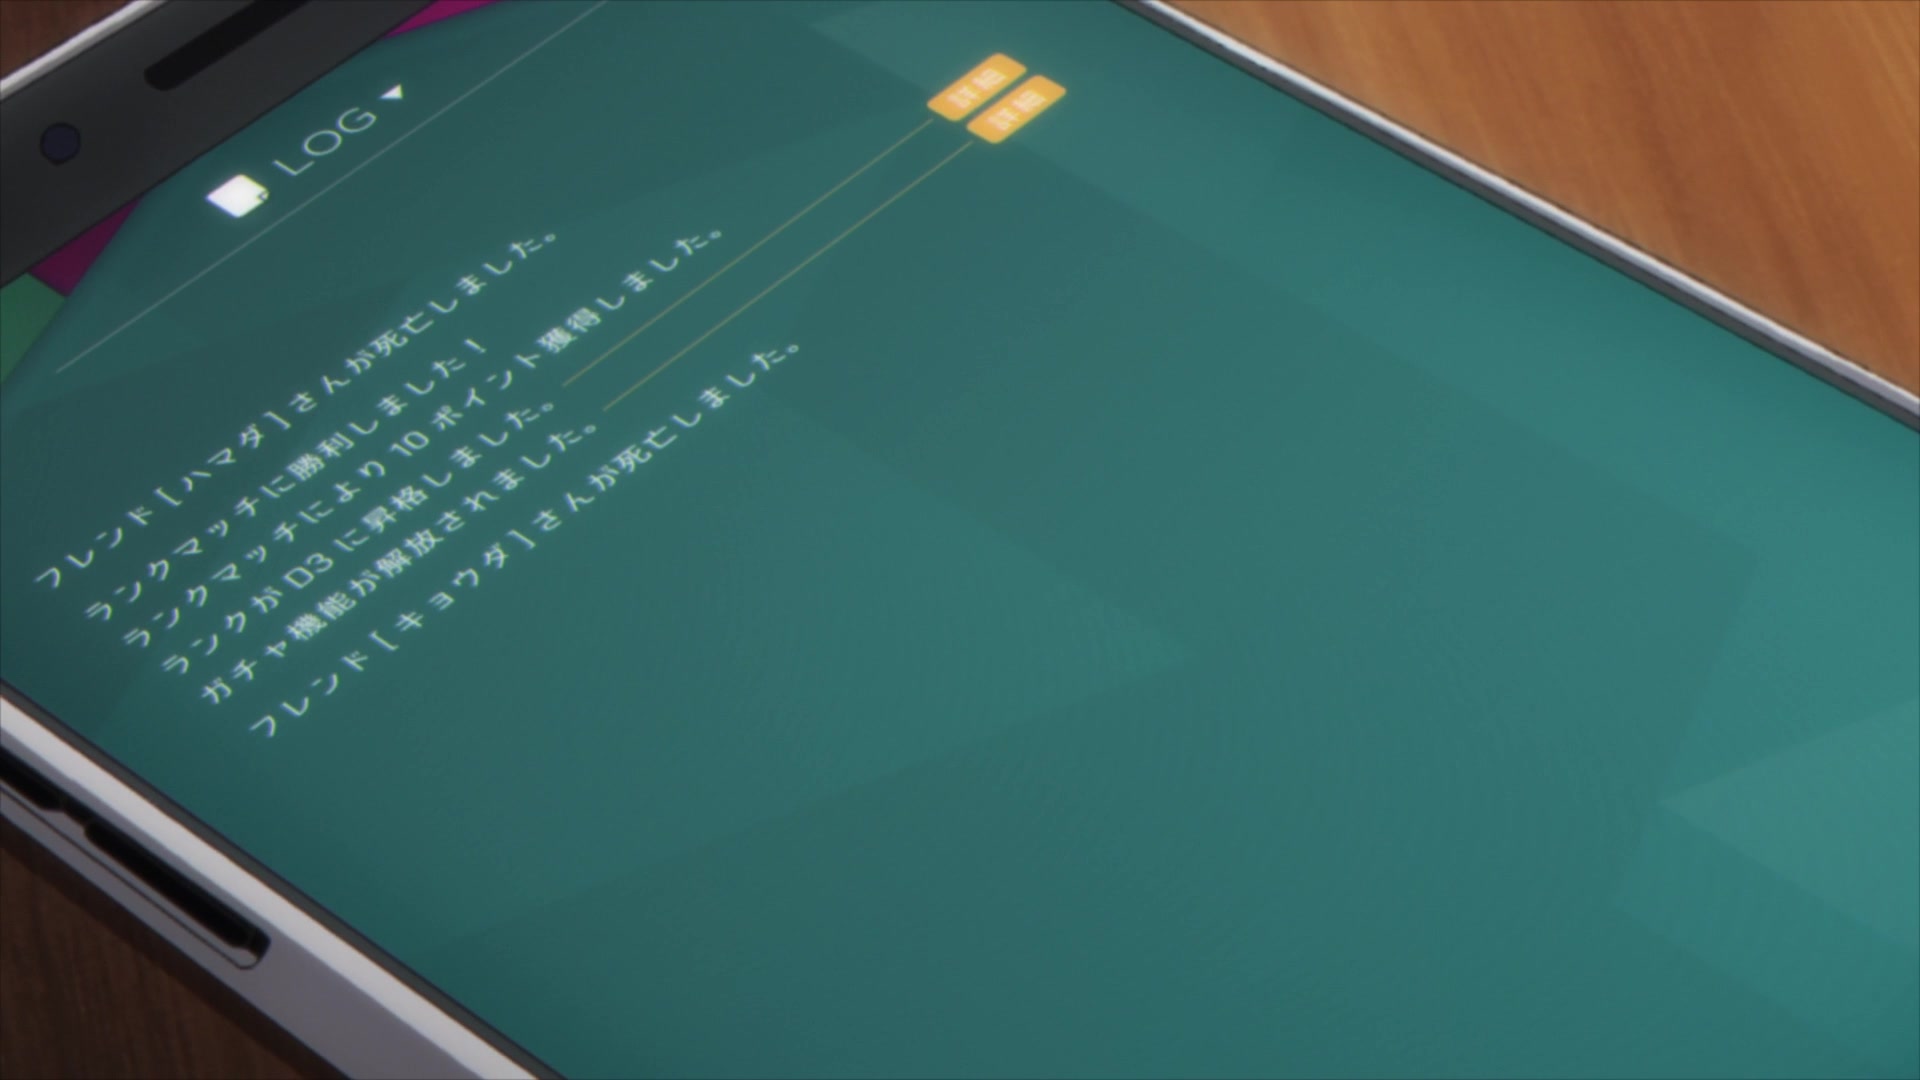 LOG
フレンド[ハマダ]さんが死亡しました。
ランクマッチに勝利しました！
ランクマッチにより 10 ポイント獲得しました。
ランクが D3 に昇格しました。
詳細
ガチャ機能が解放されました。
詳細
フレンド[キョウダ]さんが死亡しました。